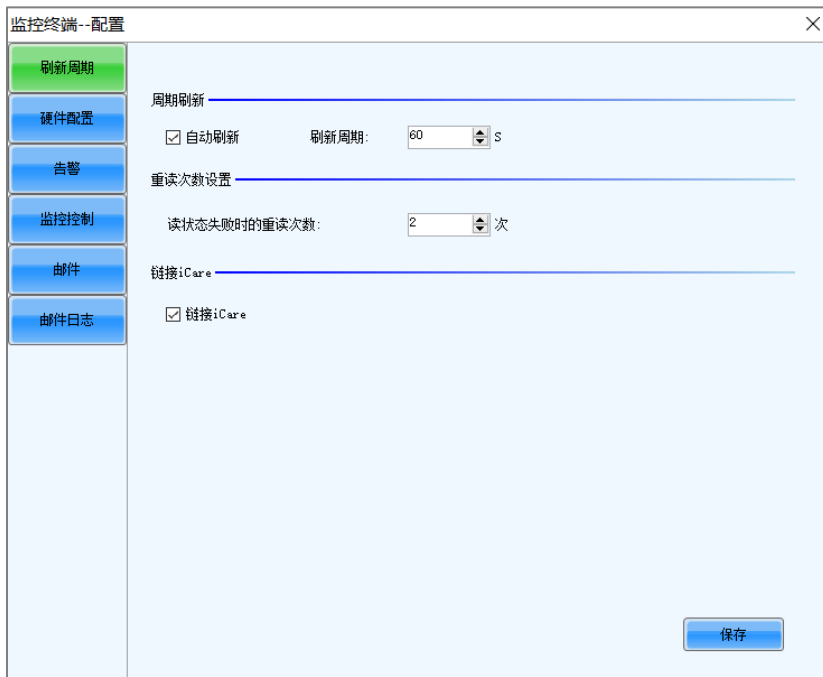 监控终端--配置
刷新周期
硬件配置
告警
监控控制
邮件
邮件日志
周期刷新
自动刷新 刷新周期: 60 S
重读次数设置
读状态失败时的重读次数: 2 次
链接iCare
链接iCare
保存